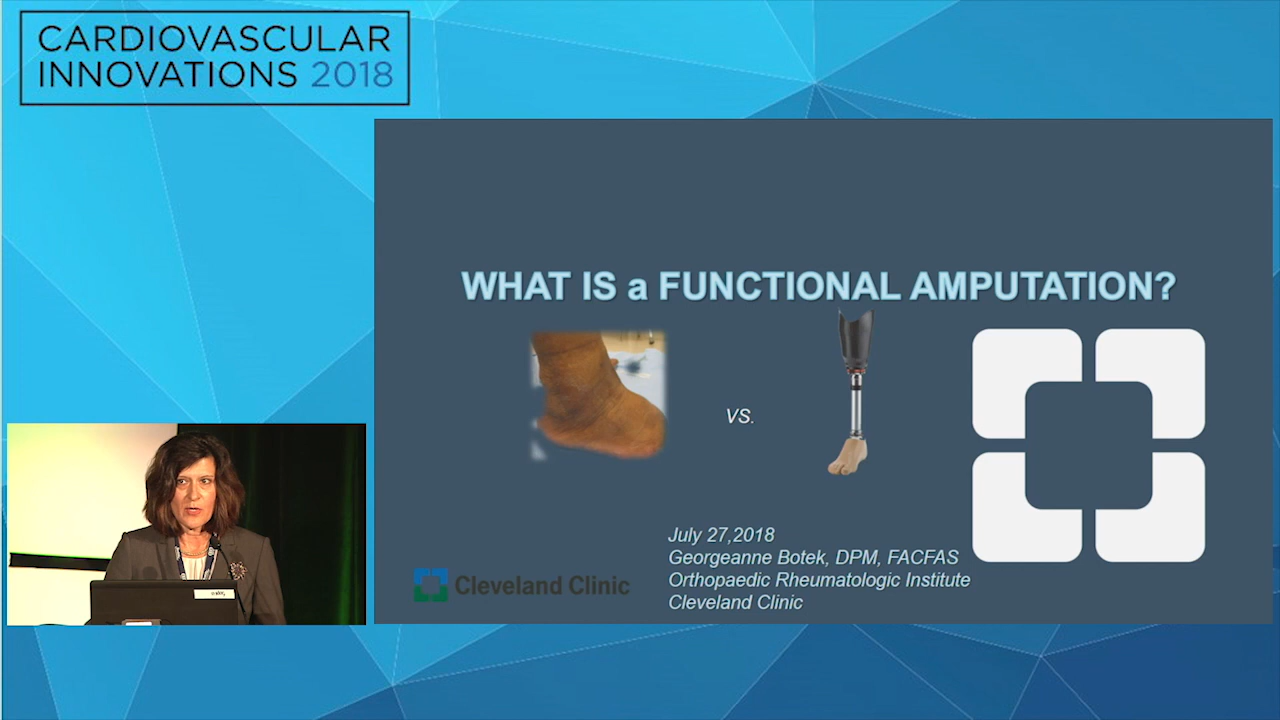 CARDIOVASCULAR
INNOVATIONS 2018
WHAT IS a FUNCTIONAL AMPUTATION?
VS.
July 27,2018
Georgeanne Botek, DPM, FACFAS
Orthopaedic Rheumatologic Institute
Cleveland Clinic
Cleveland Clinic